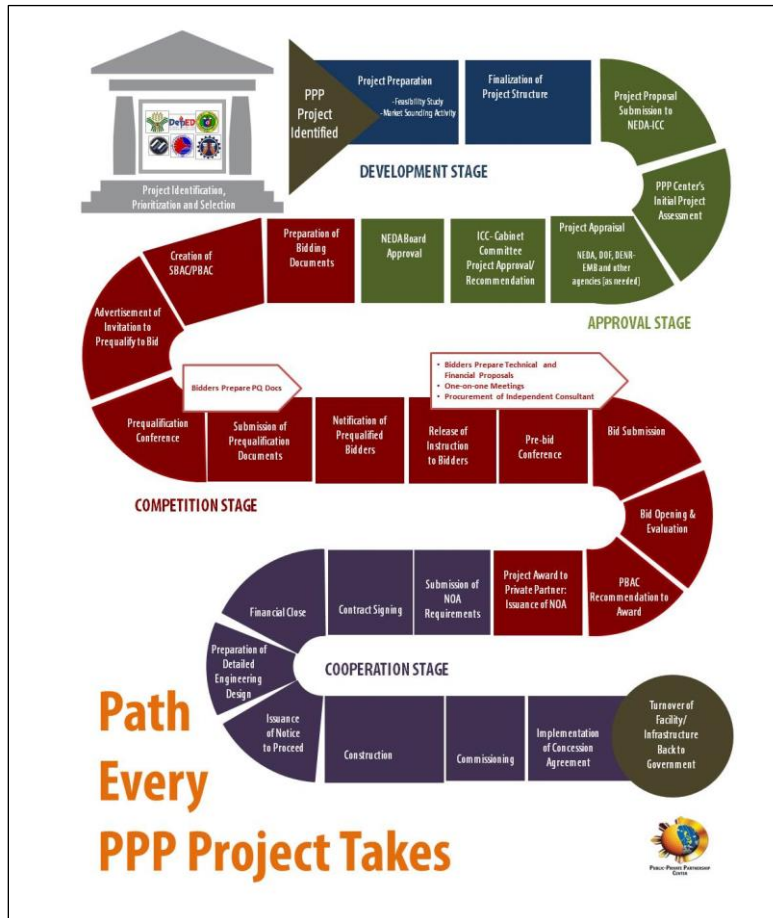 DepED
Project Identification,
Prioritization and Selection
PPP
Project
Identified
Project Preparation
-Feasibility Study
-Market Sounding Activity
Finalization of
Project Structure
DEVELOPMENT STAGE
Project Proposal
Submission to
NEDA-ICC
PPP Center's
Initial Project
Assessment
Project Appraisal
NEDA, DOF, DENR-
EMB and other
agencies [as needed]
ICC- Cabinet
Committee
Project Approval/
Recommendation
NEDA Board
Approval
APPROVAL STAGE
Preparation of
Bidding
Documents
Creation of
SBAC/PBAC
Advertisement of
Invitation to
Prequalify to Bid
Prequalification
Conference
Bidders Prepare PQ Docs
Submission of
Prequalification
Documents
Notification of
Prequalified
Bidders
Release of
Instruction
to Bidders
• Bidders Prepare Technical and
Financial Proposals
• One-on-one Meetings
• Procurement of Independent Consultant
Pre-bid
Conference
Bid Submission
Bid Opening &
Evaluation
PBAC
Recommendation to
Award
Project Award to
Private Partner:
Issuance of NOA
COMPETITION STAGE
Submission of
NOA
Requirements
Contract Signing
Financial Close
Preparation of
Detailed
Engineering
Design
Issuance
of Notice
to Proceed
Construction
Commissioning
Implementation
of Concession
Agreement
Turnover of
Facility/
Infrastructure
Back to
Government
COOPERATION STAGE
Path
Every
PPP Project Takes
PUBLIC-PRIVATE PARTNERSHIP
CENTER